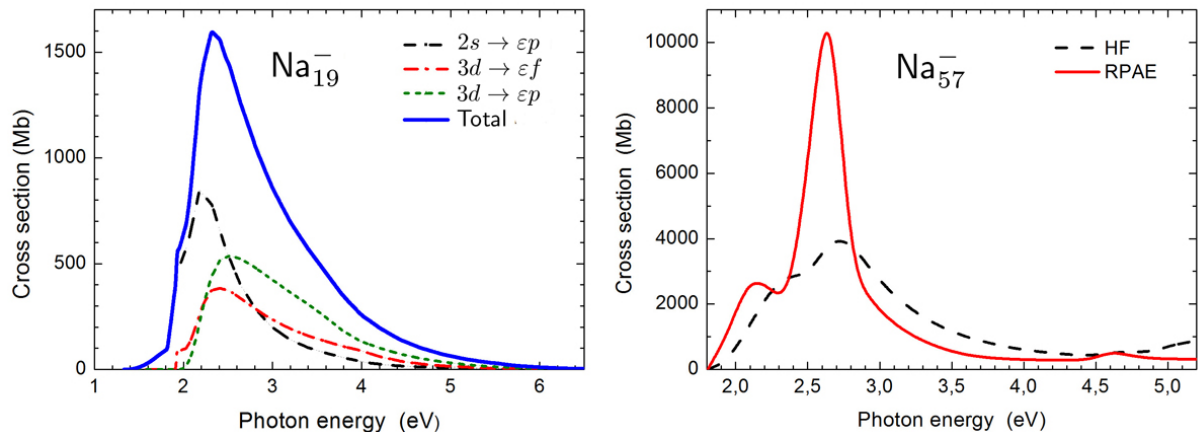 1500
1000
500
0
1
2
3
4
5
6
Cross section (Mb)
Photon energy (eV)
Na₁₉⁻
2s → εp
3d → εf
3d → εp
Total
10000
8000
6000
4000
2000
0
2,0
2,5
3,0
3,5
4,0
4,5
5,0
Cross section (Mb)
Photon energy (eV)
Na₅₇⁻
HF
RPAE